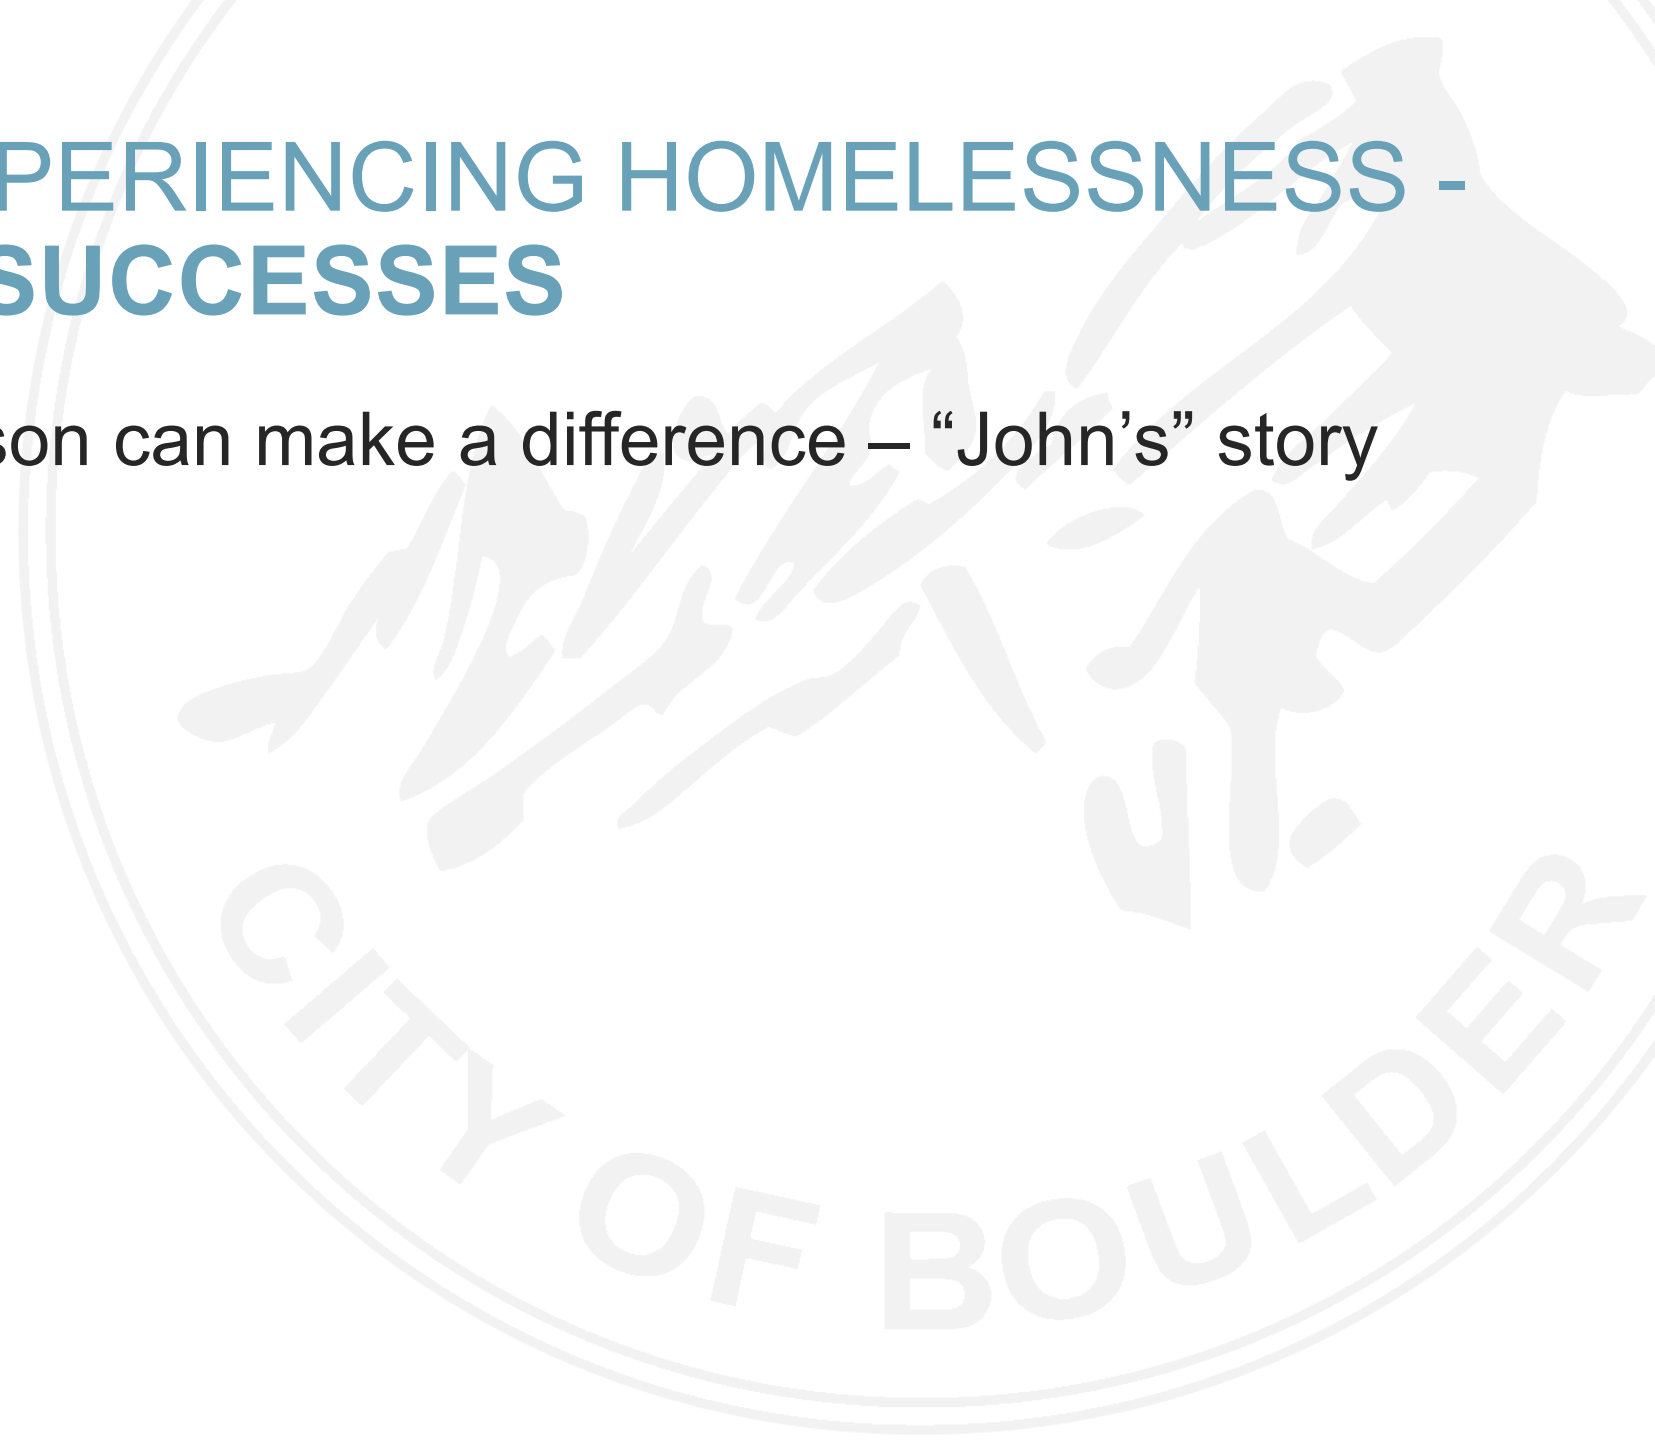 PERIENCING HOMELESSNESS -
SUCCESSES
son can make a difference – “John’s” story
CITY OF BOULDER